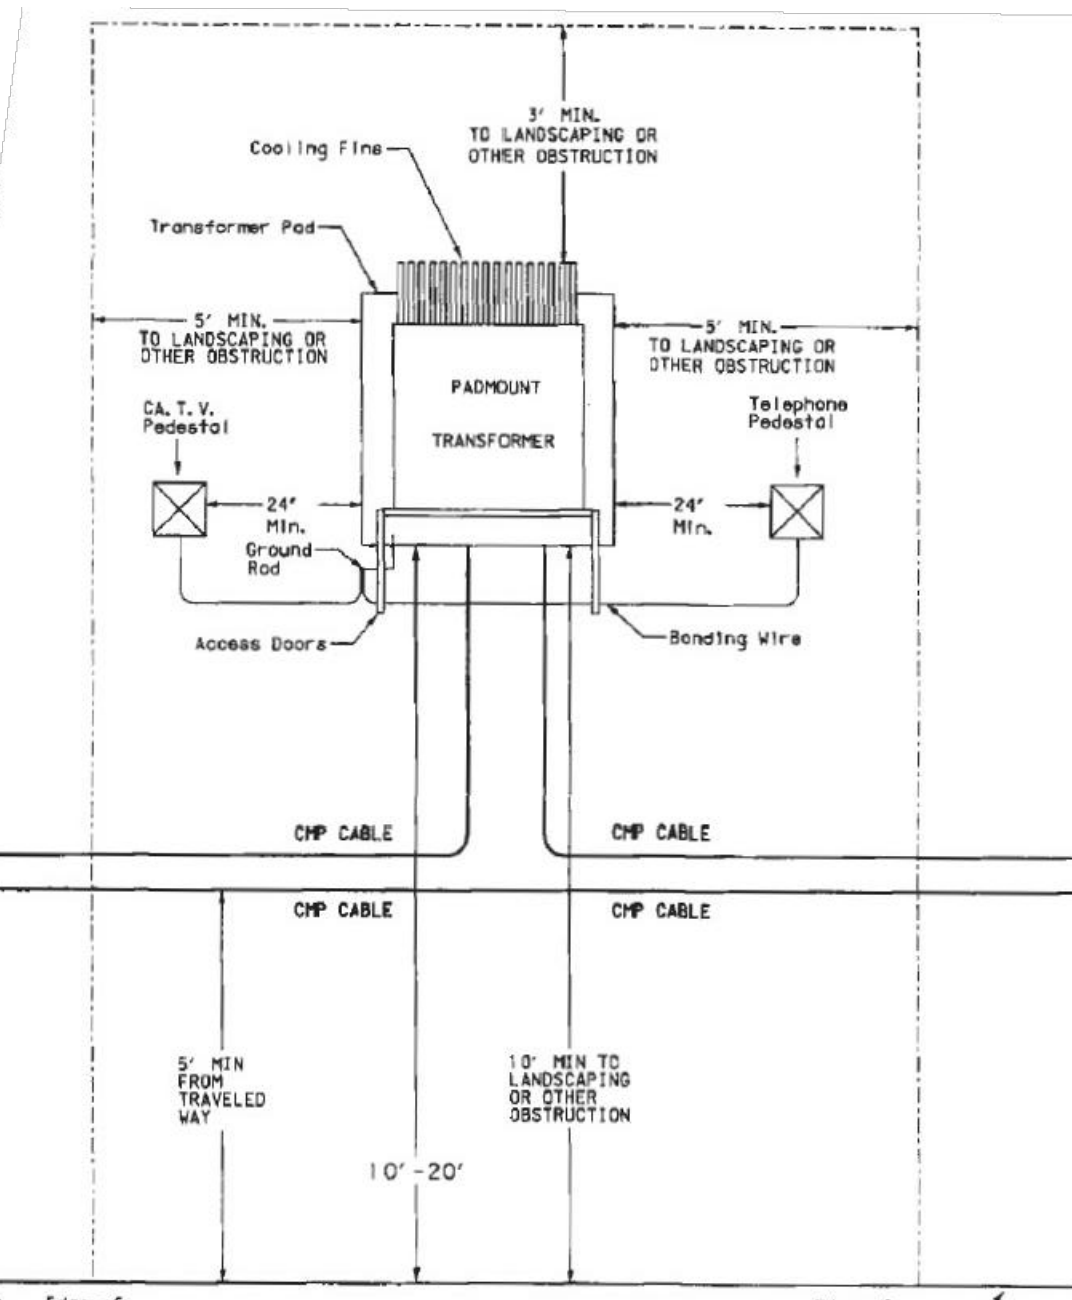 3' MIN.
TO LANDSCAPING OR
OTHER OBSTRUCTION
Cooling Fins
Transformer Pad
5' MIN.
TO LANDSCAPING OR
OTHER OBSTRUCTION
5' MIN.
TO LANDSCAPING OR
OTHER OBSTRUCTION
PADMOUNT
TRANSFORMER
CA.T.V.
Pedestal
Telephone
Pedestal
24"
Min.
24"
Min.
Ground
Rod
Access Doors
Bonding Wire
CMP CABLE
CMP CABLE
CMP CABLE
CMP CABLE
5' MIN
FROM
TRAVELED
WAY
10' MIN TO
LANDSCAPING
OR OTHER
OBSTRUCTION
10'-20'